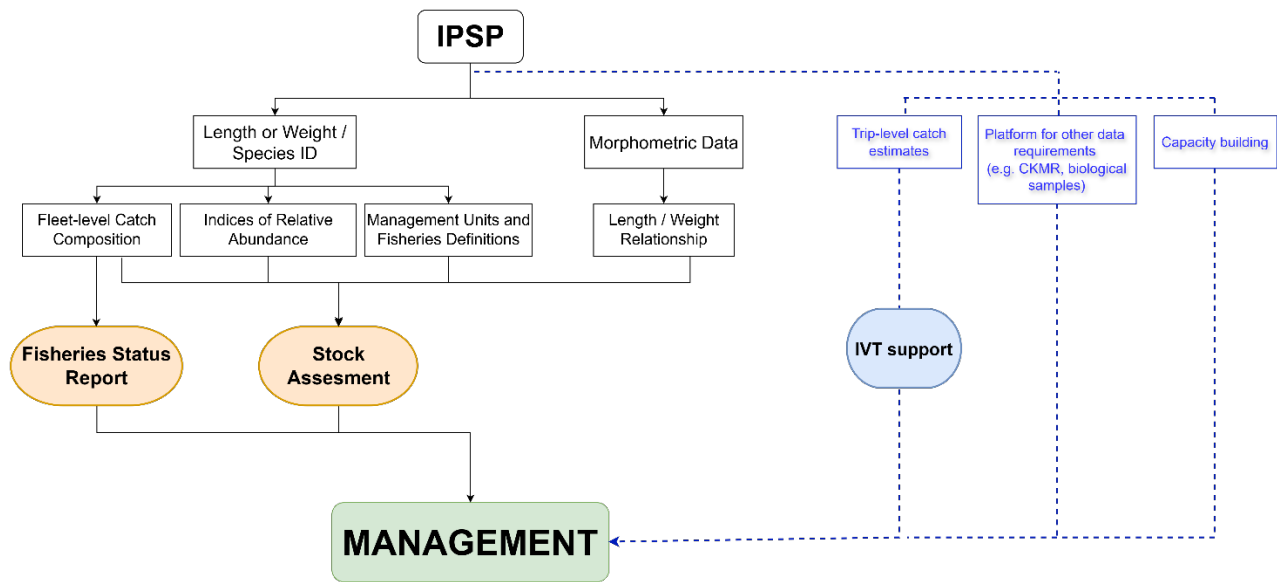 IPSP
Length or Weight /
Species ID
Morphometric Data
Trip-level catch
estimates
Platform for other data
requirements
(e.g. CKMR, biological
samples)
Capacity building
Fleet-level Catch
Composition
Indices of Relative
Abundance
Management Units and
Fisheries Definitions
Length / Weight
Relationship
Fisheries Status
Report
Stock
Assesment
IVT support
MANAGEMENT